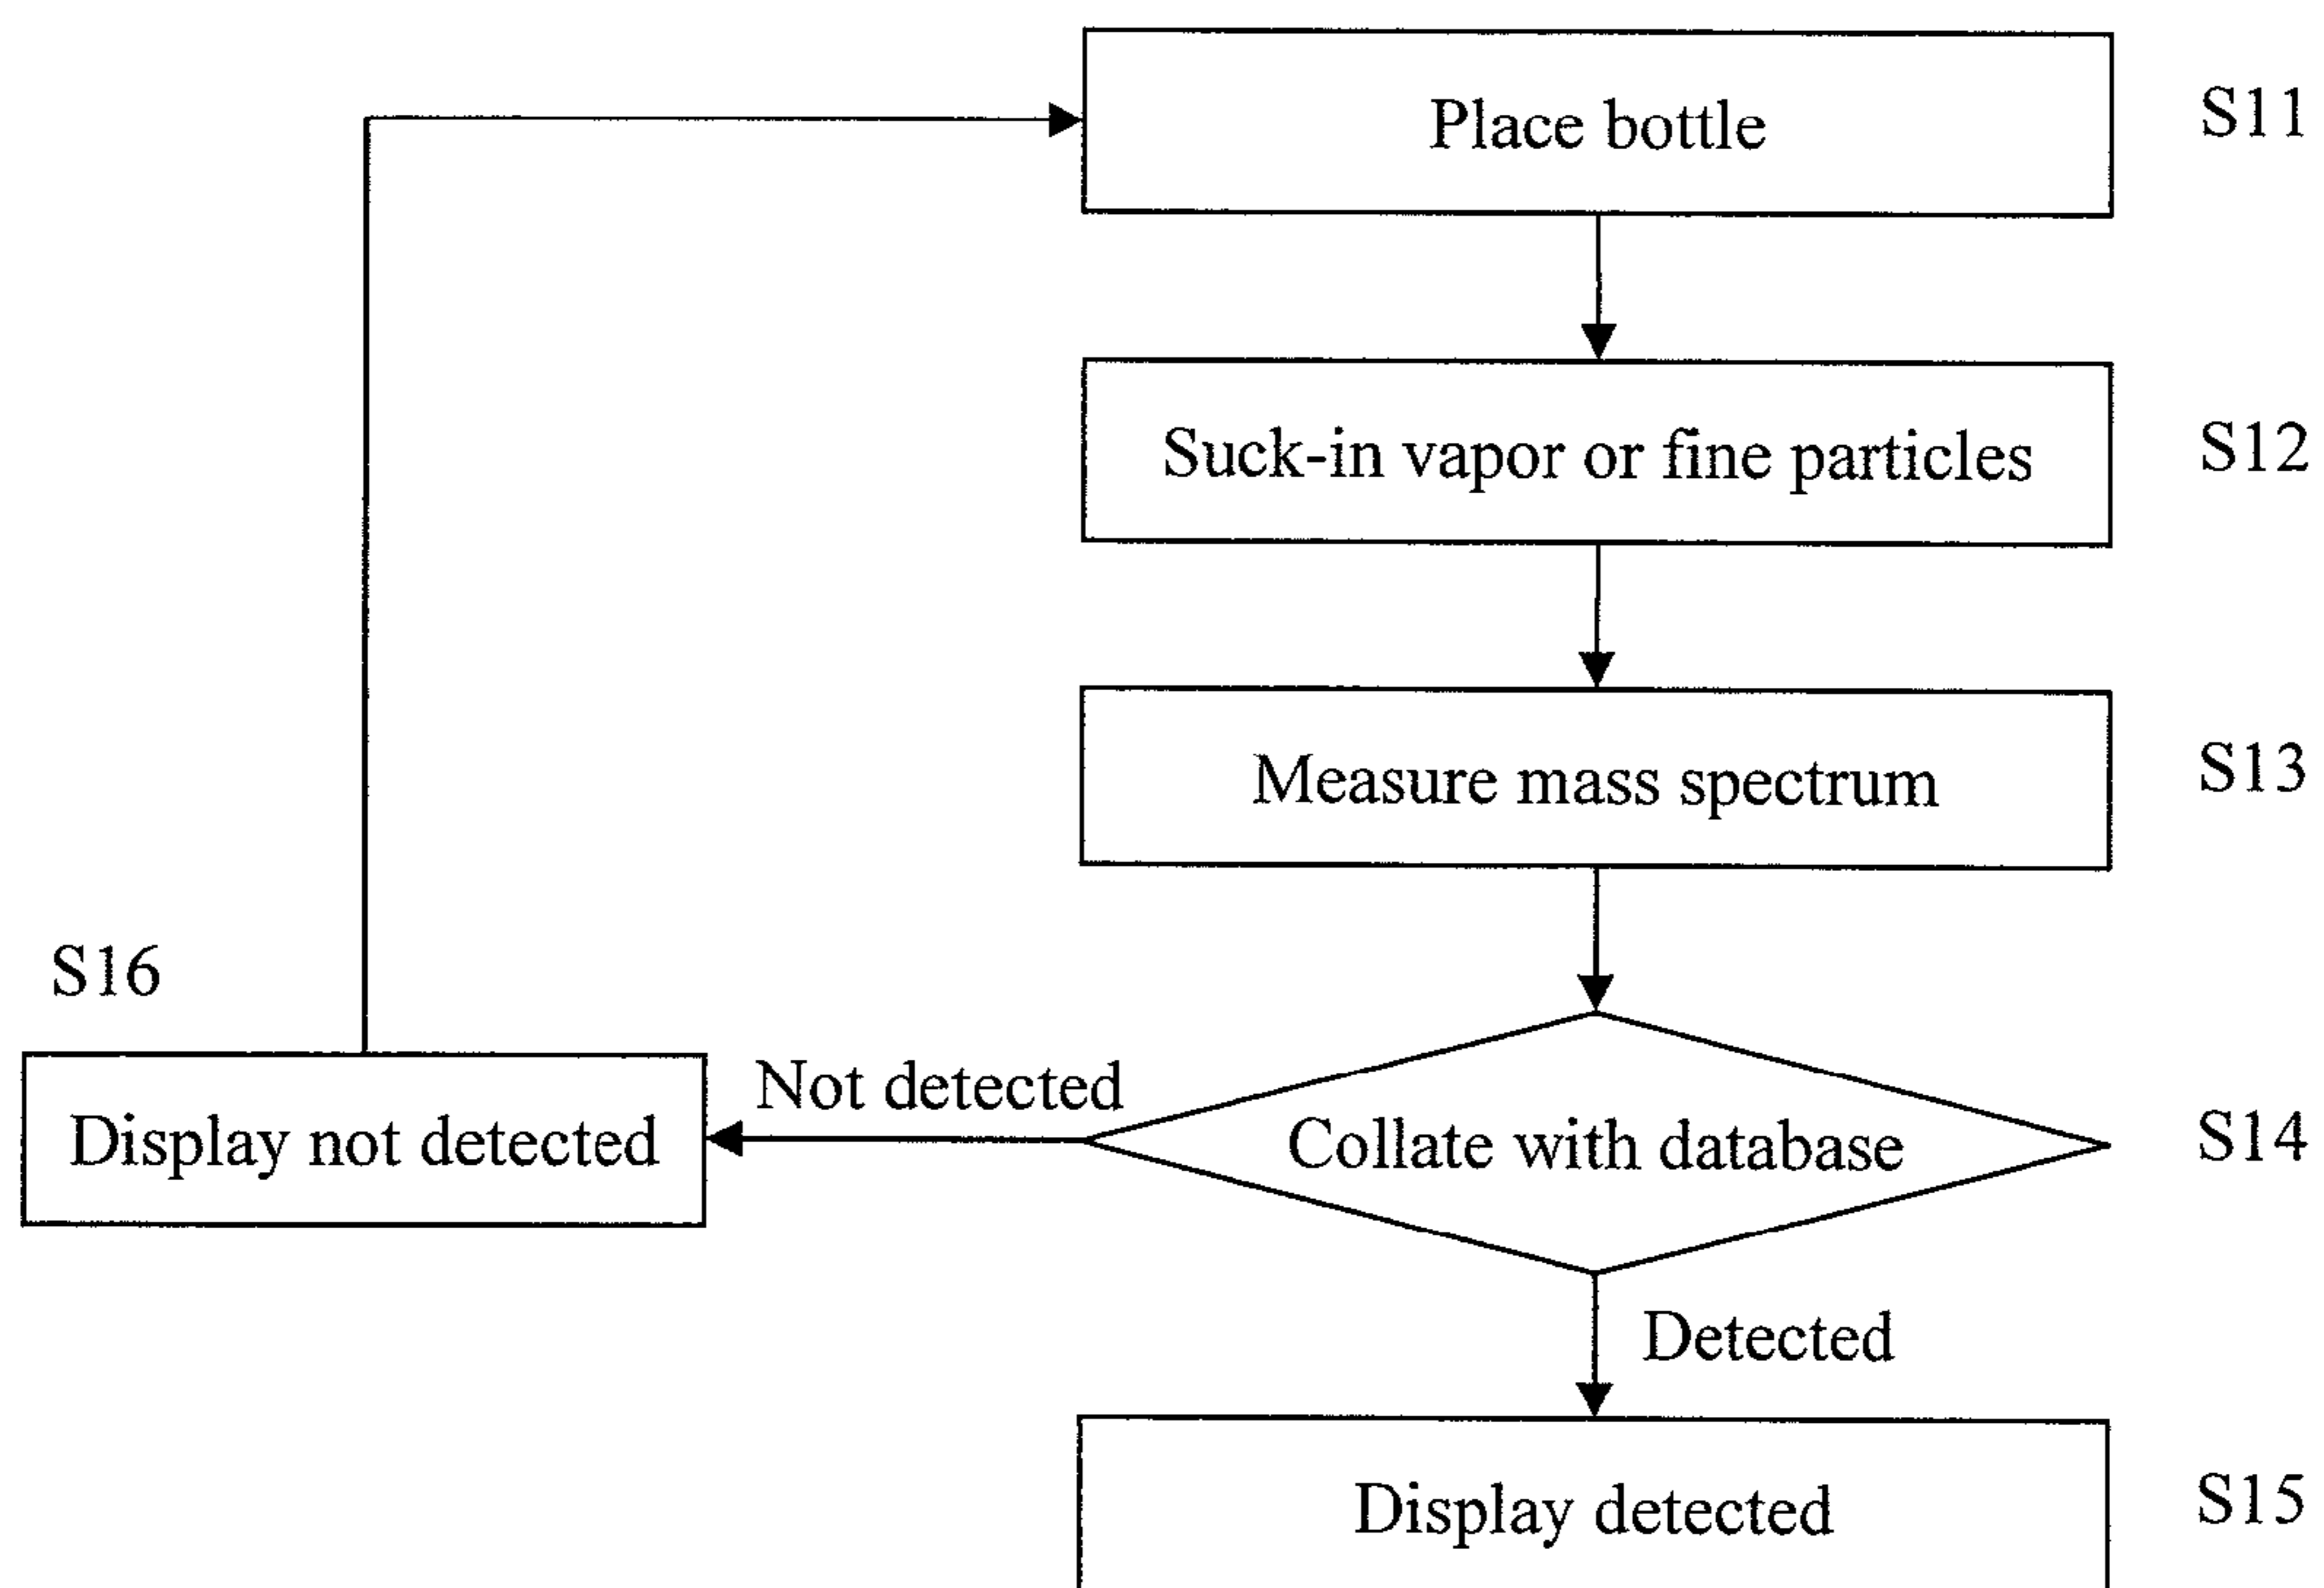 Place bottle
S11
Suck-in vapor or fine particles
S12
Measure mass spectrum
S13
S16
Display not detected
Not detected
Collate with database
S14
Detected
Display detected
S15